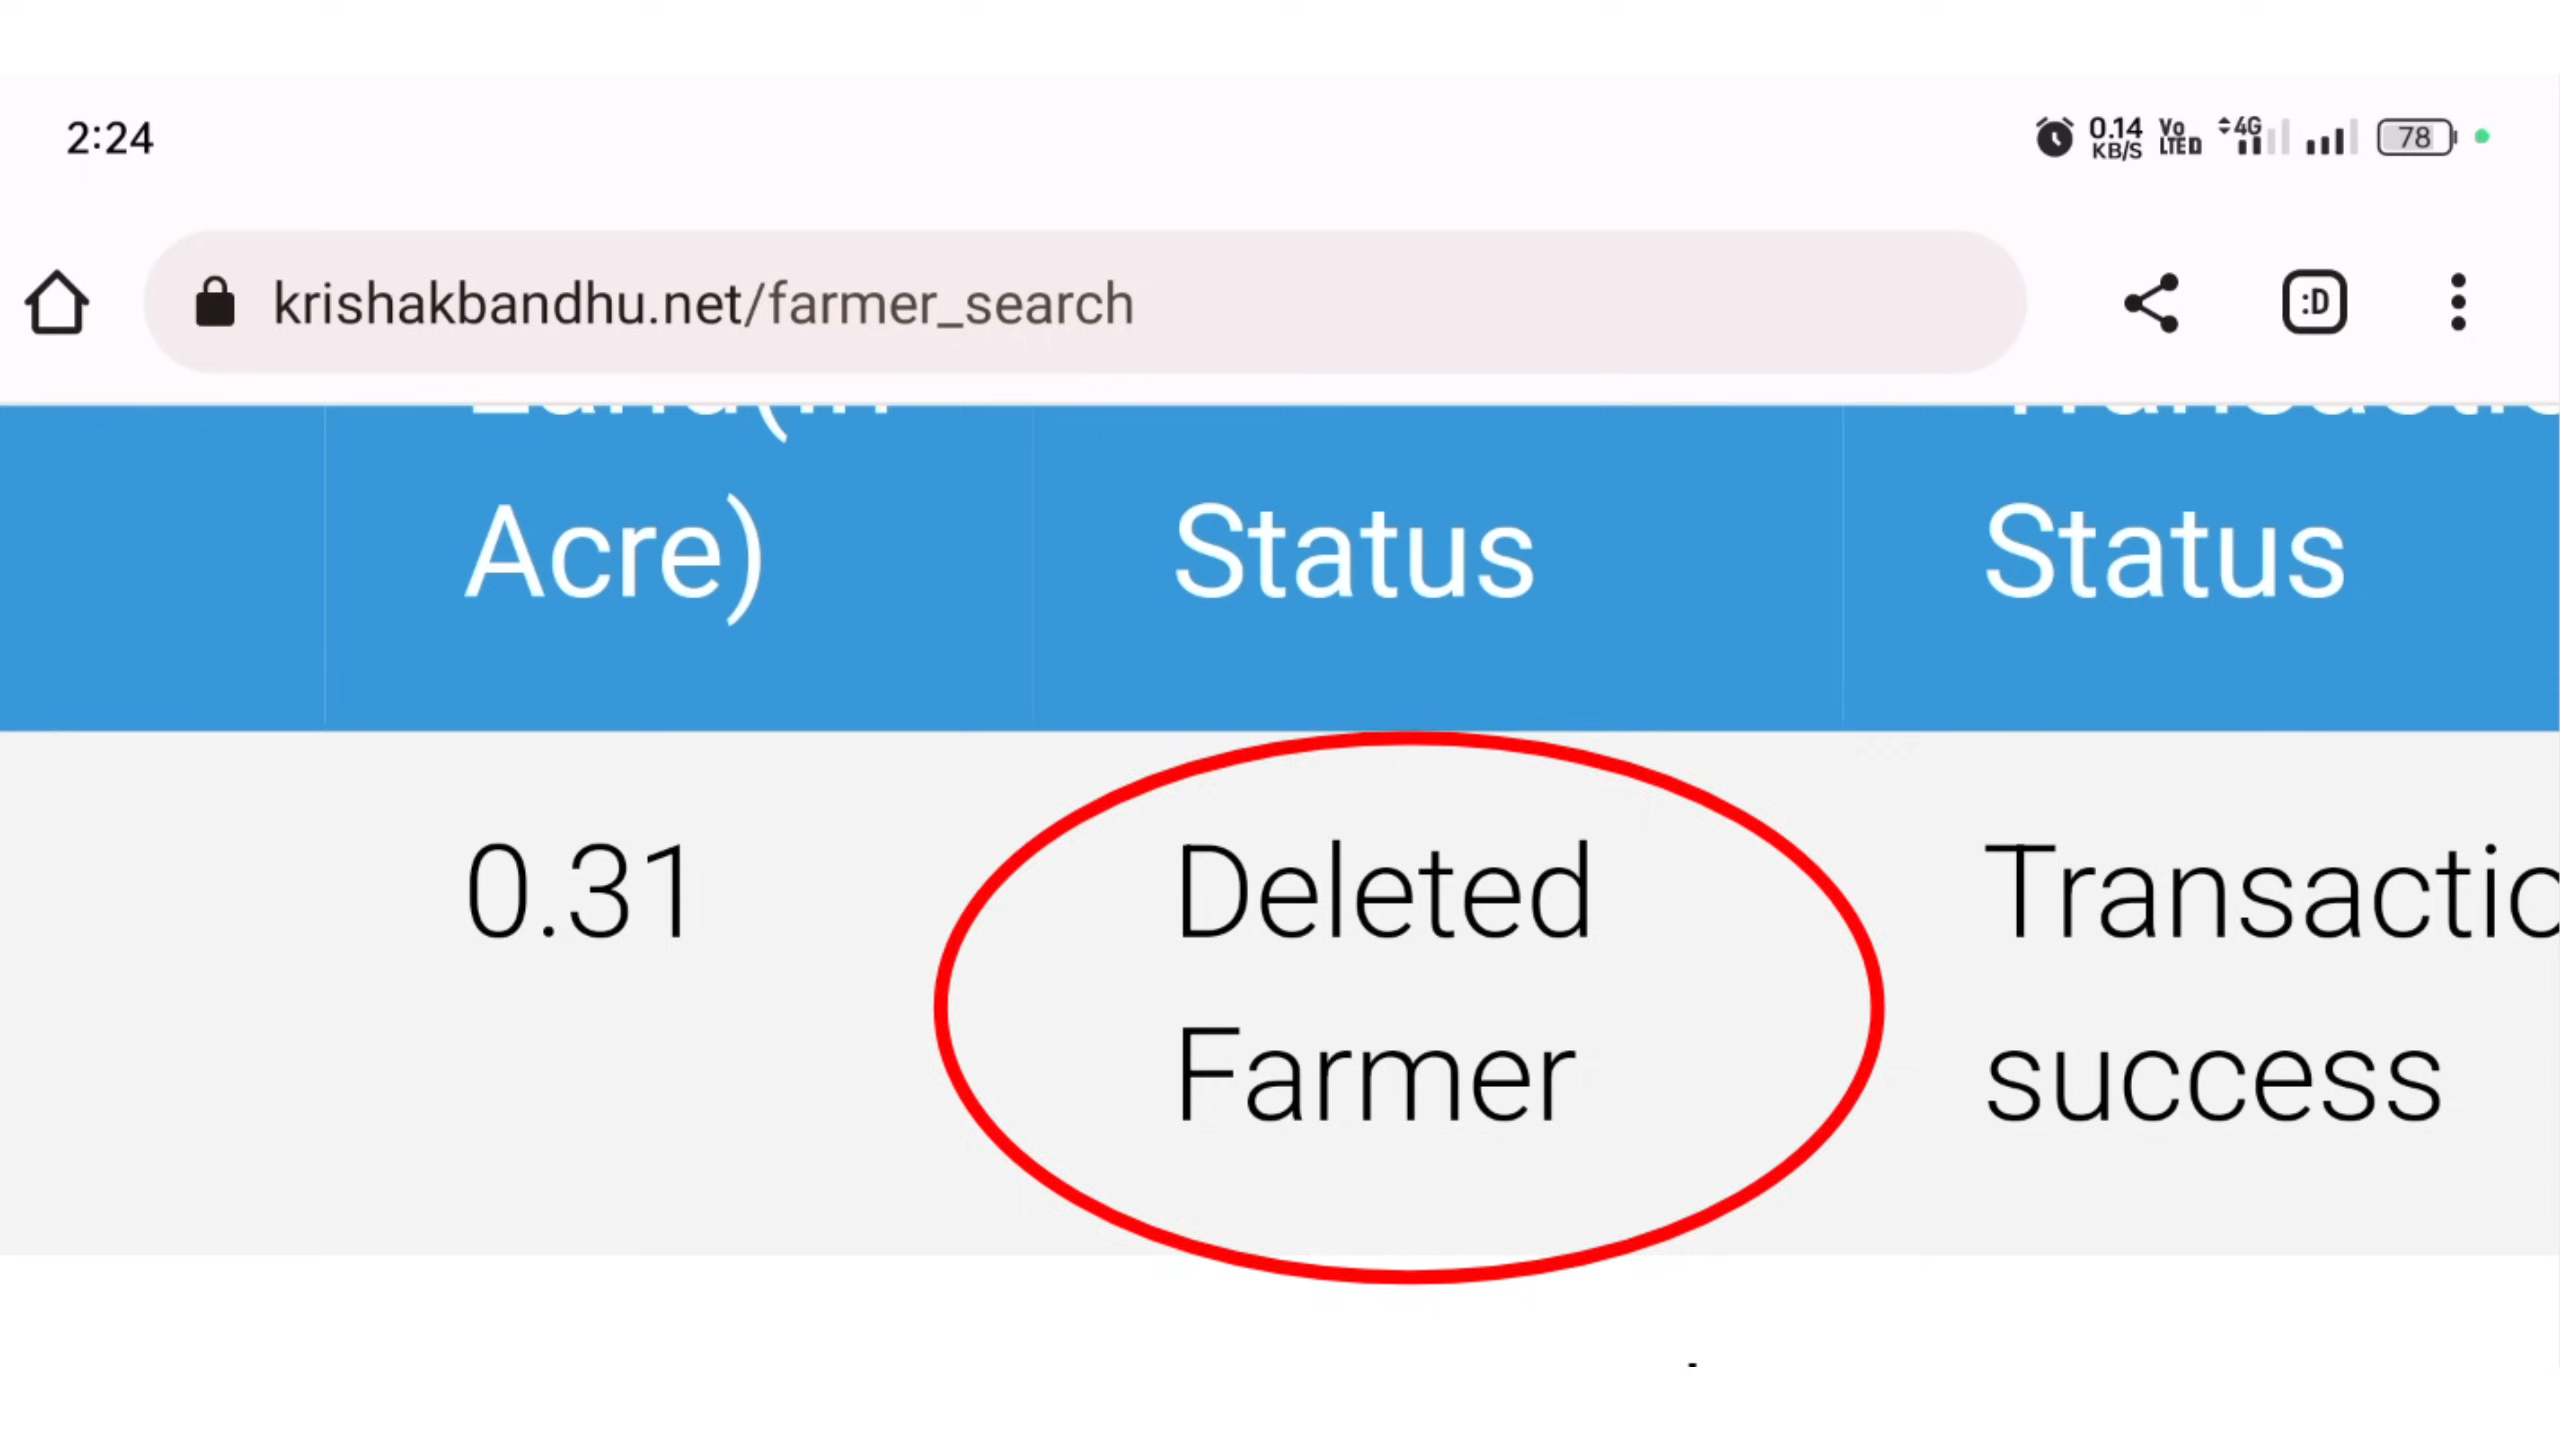 2:24
0.14 KB/S Vo LTE D 4G 78
krishakbandhu.net/farmer_search
:D
Acre) Status Status
0.31 Deleted Transactio
Farmer success